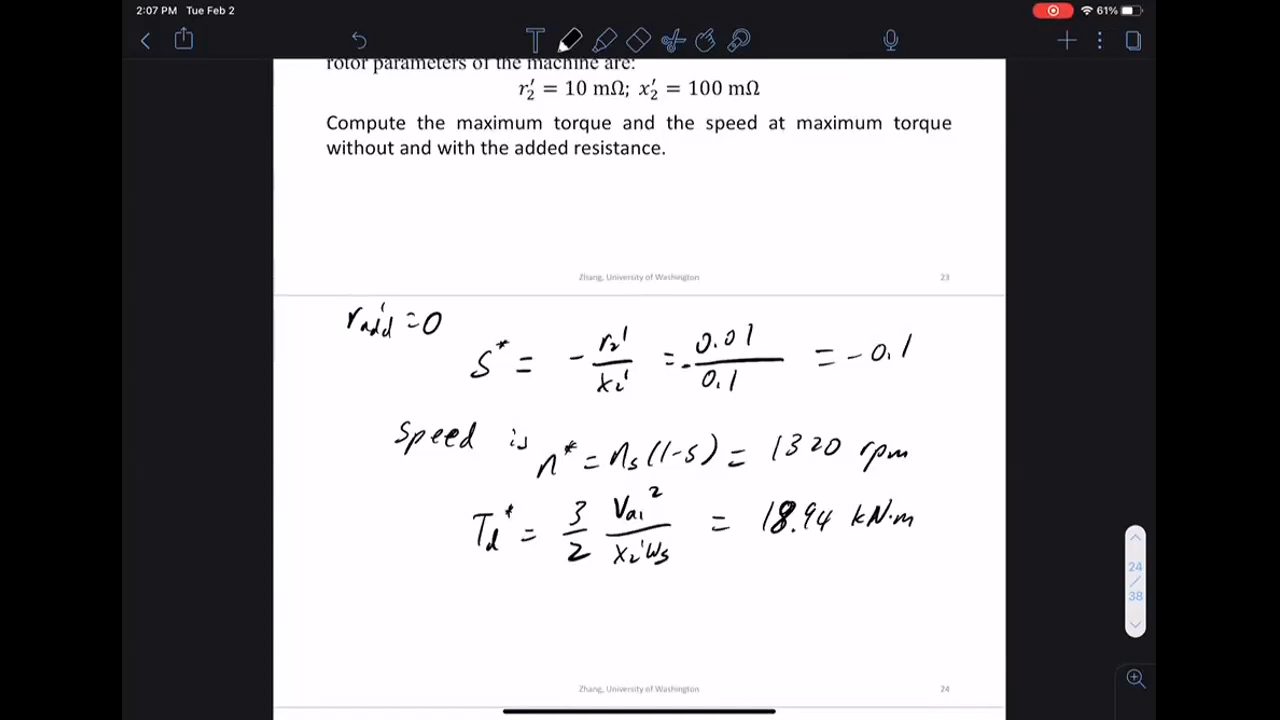 2:07 PM Tue Feb 2
61%
rotor parameters of the machine are:
r₂′ = 10 mΩ; x₂′ = 100 mΩ
Compute the maximum torque and the speed at maximum torque
without and with the added resistance.
Zhang, University of Washington
23
r'add = 0
S* = - r₂'/x₂' = - 0.01/0.1 = - 0.1
Speed is
n* = ns (1-s) = 1320 rpm
Td* = 3/2 Va1²/x₂'ωs = 18.94 kN·m
24
/
38
Zhang, University of Washington
24